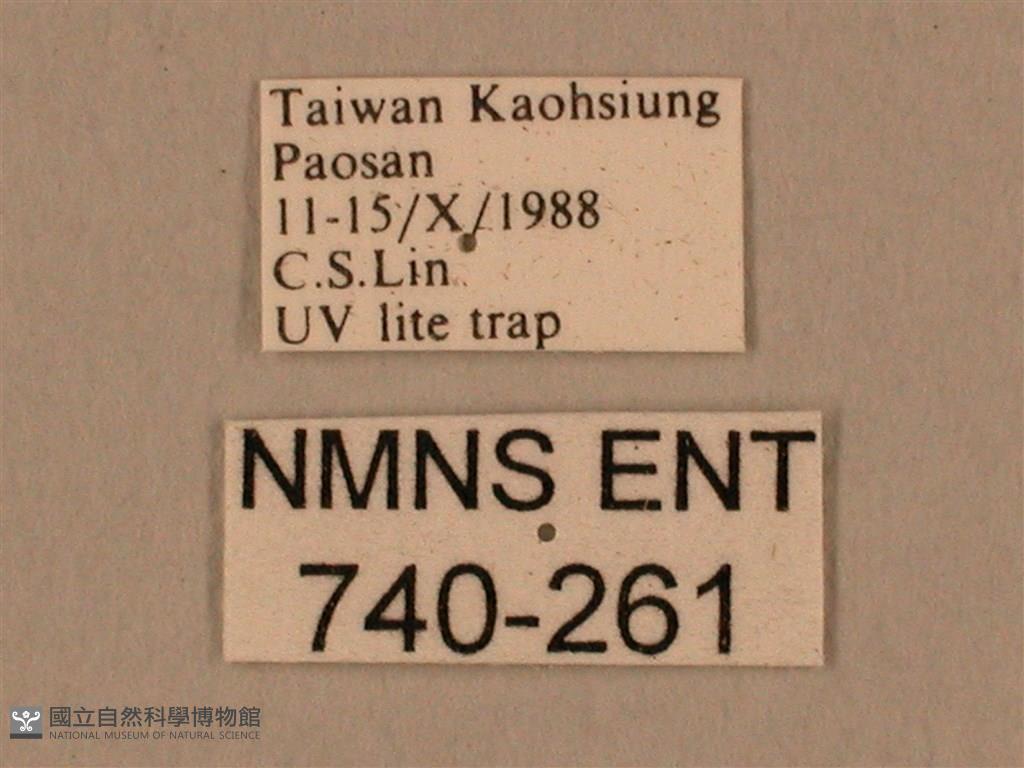 Taiwan Kaohsiung
Paosan
11-15/X/1988
C.S.Lin
UV lite trap
NMNS ENT
740-261
國立自然科學博物館
NATIONAL MUSEUM OF NATURAL SCIENCE